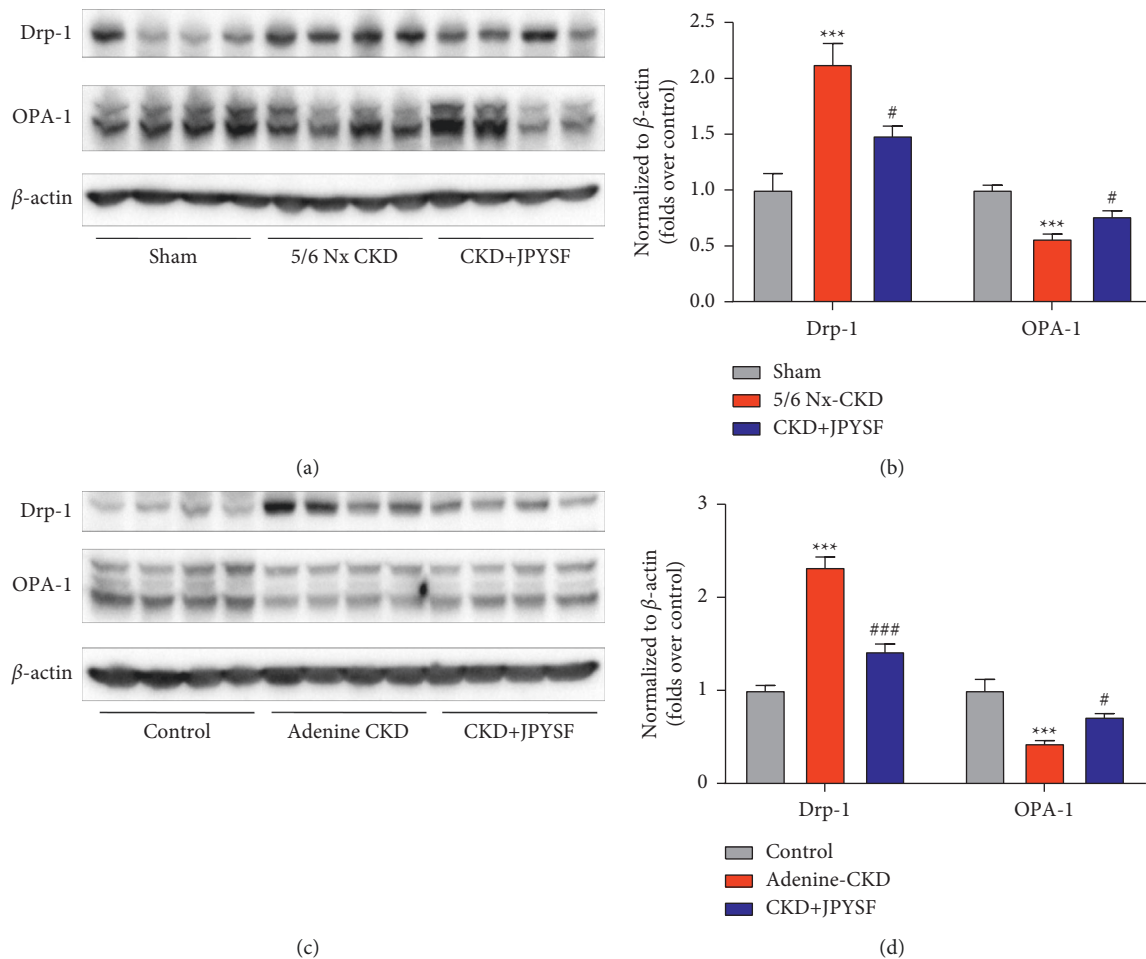 Drp-1
OPA-1
β-actin
Sham
5/6 Nx CKD
CKD+JPYSF
(a)
Normalized to β-actin
(folds over control)
2.5
2.0
1.5
1.0
0.5
0.0
***
#
***
#
Drp-1
OPA-1
Sham
5/6 Nx-CKD
CKD+JPYSF
(b)
Drp-1
OPA-1
β-actin
Control
Adenine CKD
CKD+JPYSF
(c)
Normalized to β-actin
(folds over control)
3
2
1
0
***
###
***
#
Drp-1
OPA-1
Control
Adenine-CKD
CKD+JPYSF
(d)